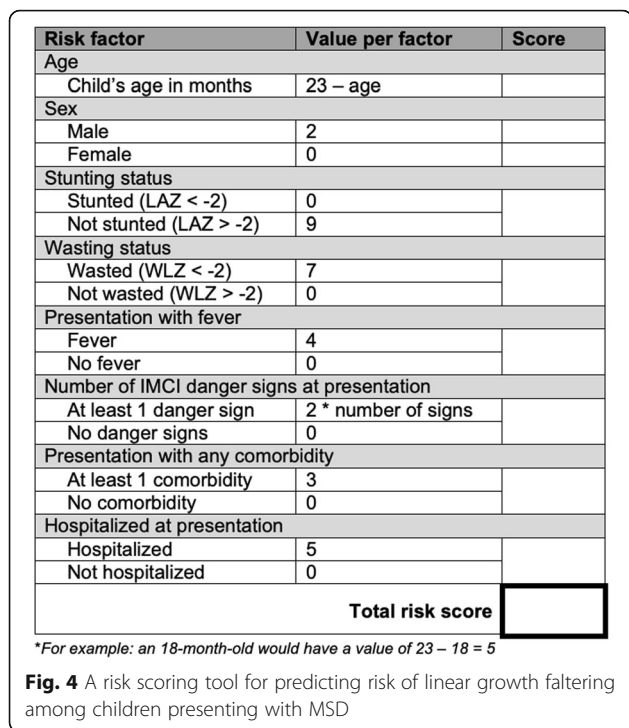 Risk factor Value per factor Score
Age
Child's age in months 23 – age
Sex
Male 2
Female 0
Stunting status
Stunted (LAZ < -2) 0
Not stunted (LAZ > -2) 9
Wasting status
Wasted (WLZ < -2) 7
Not wasted (WLZ > -2) 0
Presentation with fever
Fever 4
No fever 0
Number of IMCI danger signs at presentation
At least 1 danger sign 2 * number of signs
No danger signs 0
Presentation with any comorbidity
At least 1 comorbidity 3
No comorbidity 0
Hospitalized at presentation
Hospitalized 5
Not hospitalized 0
Total risk score
*For example: an 18-month-old would have a value of 23 – 18 = 5
Fig. 4 A risk scoring tool for predicting risk of linear growth faltering
among children presenting with MSD